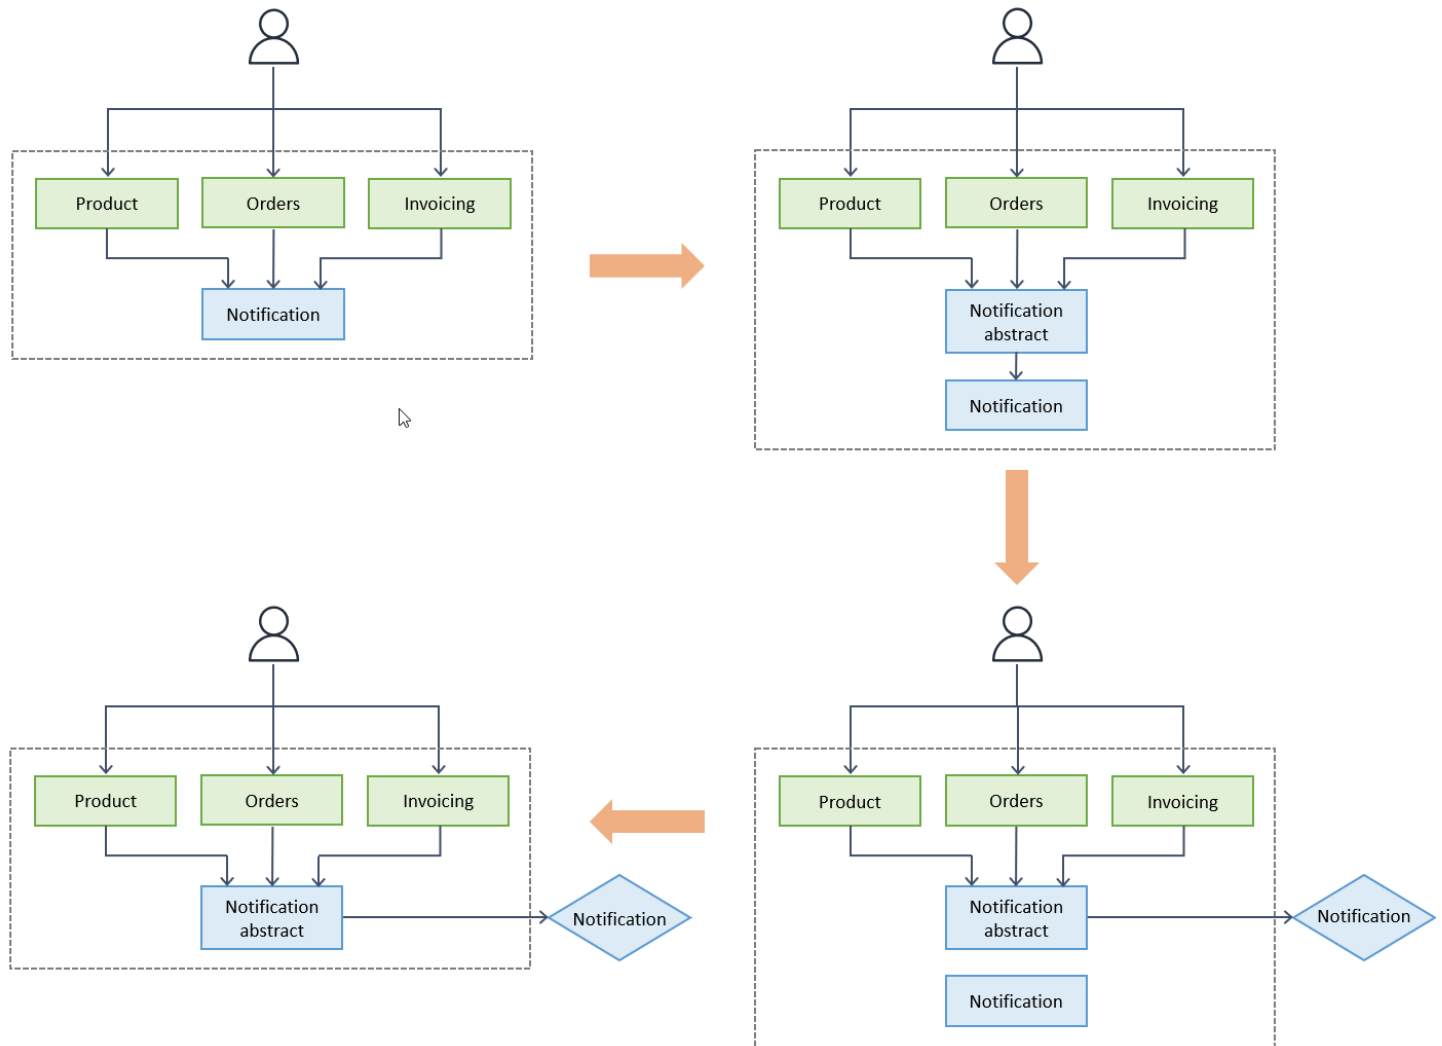 Product
Orders
Invoicing
Notification
Product
Orders
Invoicing
Notification
abstract
Notification
Product
Orders
Invoicing
Notification
abstract
Notification
Product
Orders
Invoicing
Notification
abstract
Notification
Notification